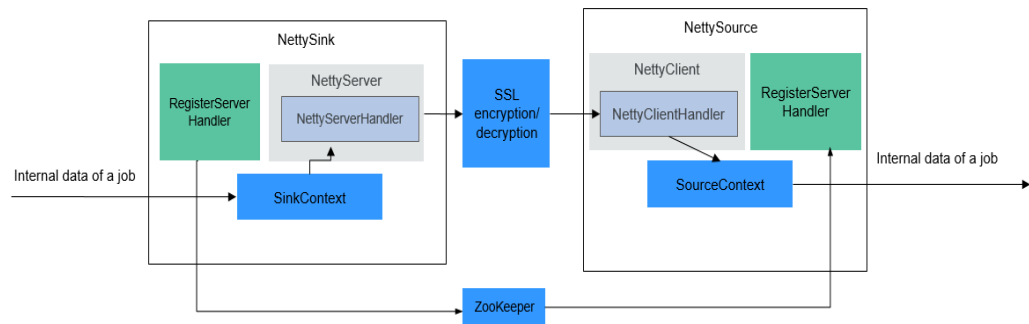 NettySink
NettySource
NettyServer
NettyClient
RegisterServer
Handler
NettyServerHandler
SSL
encryption/
decryption
NettyClientHandler
RegisterServer
Handler
Internal data of a job
SinkContext
SourceContext
Internal data of a job
ZooKeeper